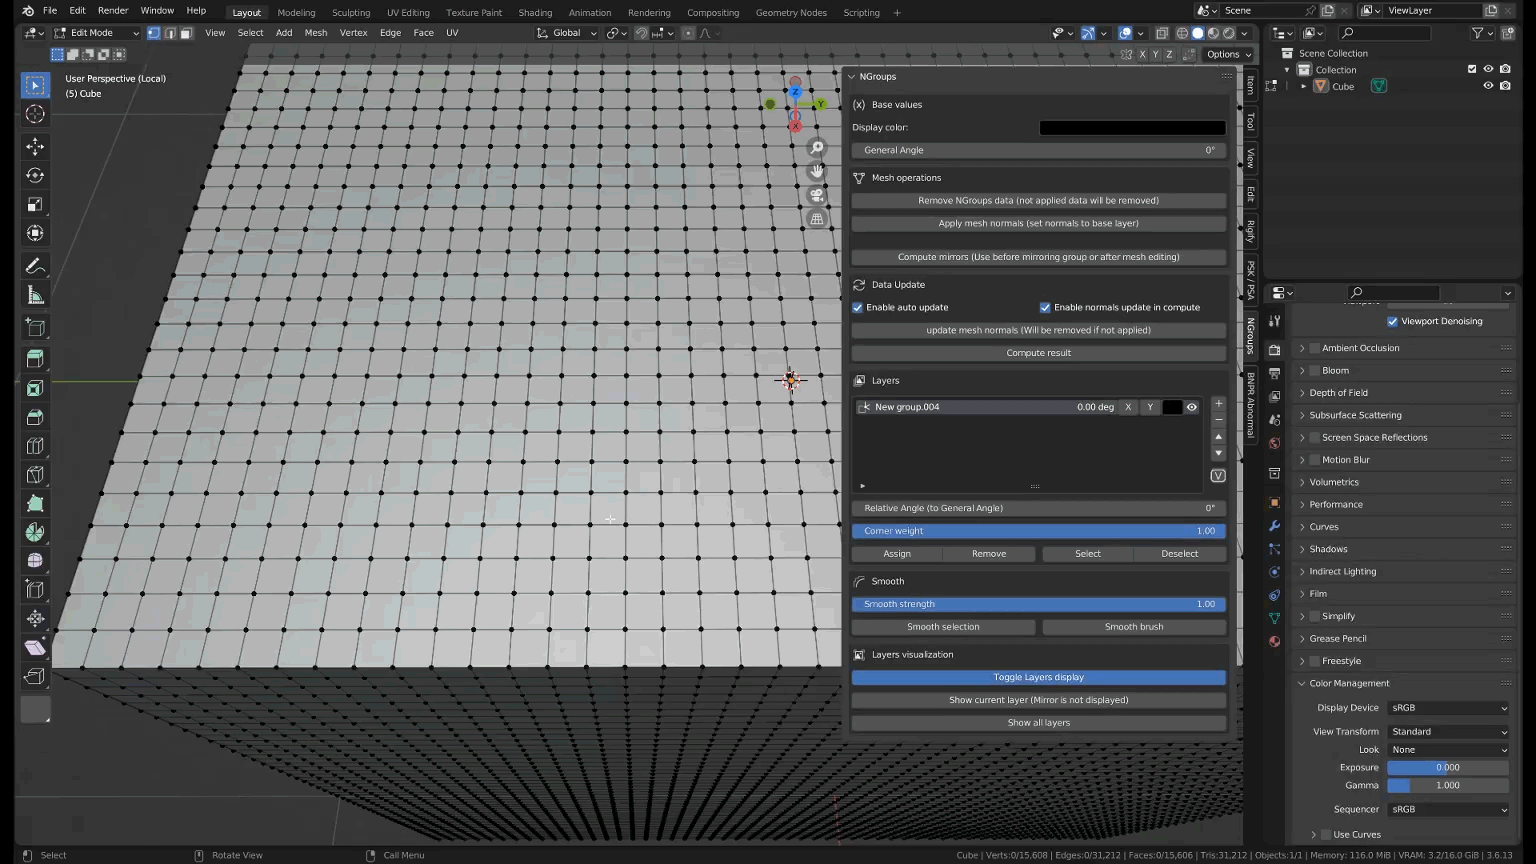 File Edit Render Window Help
Layout Modeling Sculpting UV Editing Texture Paint Shading Animation Rendering Compositing Geometry Nodes Scripting +
Scene
ViewLayer
Edit Mode
View Select Add Mesh Vertex Edge Face UV
Global
X Y Z
Options
User Perspective (Local)
(5) Cube
Z
Y
X
NGroups
(x) Base values
Display color:
General Angle 0°
Mesh operations
Remove NGroups data (not applied data will be removed)
Apply mesh normals (set normals to base layer)
Compute mirrors (Use before mirroring group or after mesh editing)
Data Update
Enable auto update
Enable normals update in compute
update mesh normals (Will be removed if not applied)
Compute result
Layers
New group.004 0.00 deg X Y
V
Relative Angle (to General Angle) 0°
Corner weight 1.00
Assign Remove Select Deselect
Smooth
Smooth strength 1.00
Smooth selection Smooth brush
Layers visualization
Toggle Layers display
Show current layer (Mirror is not displayed)
Show all layers
Item
Tool
View
Edit
Rigify
PSK / PSA
NGroups
BNPR Abnormal
Scene Collection
Collection
Cube
Viewport Denoising
Ambient Occlusion
Bloom
Depth of Field
Subsurface Scattering
Screen Space Reflections
Motion Blur
Volumetrics
Performance
Curves
Shadows
Indirect Lighting
Film
Simplify
Grease Pencil
Freestyle
Color Management
Display Device sRGB
View Transform Standard
Look None
Exposure 0.000
Gamma 1.000
Sequencer sRGB
Use Curves
Select
Rotate View
Call Menu
Cube | Verts:0/15,608 | Edges:0/31,212 | Faces:0/15,606 | Tris:31,212 | Objects:1/1 | Memory: 116.0 MiB | VRAM: 3.2/16.0 GiB | 3.6.13